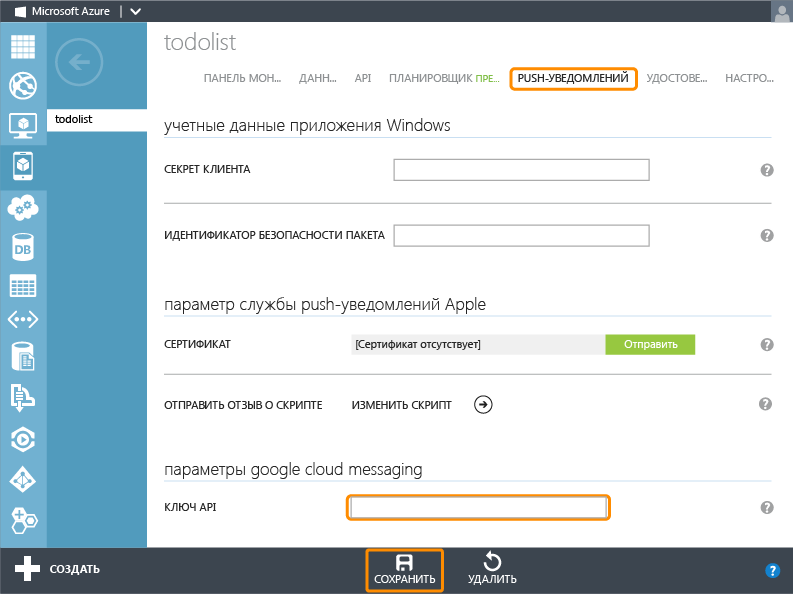 Microsoft Azure
todolist
ПАНЕЛЬ МОН... ДАНН... API ПЛАНИРОВЩИК ПРЕ... PUSH-УВЕДОМЛЕНИЙ УДОСТОВЕ... НАСТРО...
todolist
учетные данные приложения Windows
СЕКРЕТ КЛИЕНТА ?
ИДЕНТИФИКАТОР БЕЗОПАСНОСТИ ПАКЕТА ?
параметр службы push-уведомлений Apple
СЕРТИФИКАТ [Сертификат отсутствует] Отправить ?
ОТПРАВИТЬ ОТЗЫВ О СКРИПТЕ ИЗМЕНИТЬ СКРИПТ ?
параметры google cloud messaging
КЛЮЧ API ?
DB
СОЗДАТЬ СОХРАНИТЬ УДАЛИТЬ ?